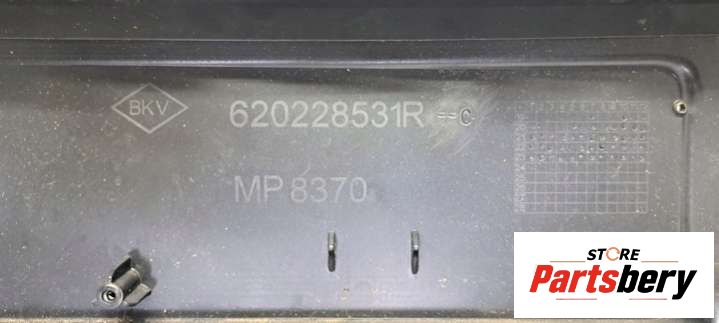 BKV
620228531R --C
MP 8370
STORE
Partsbery